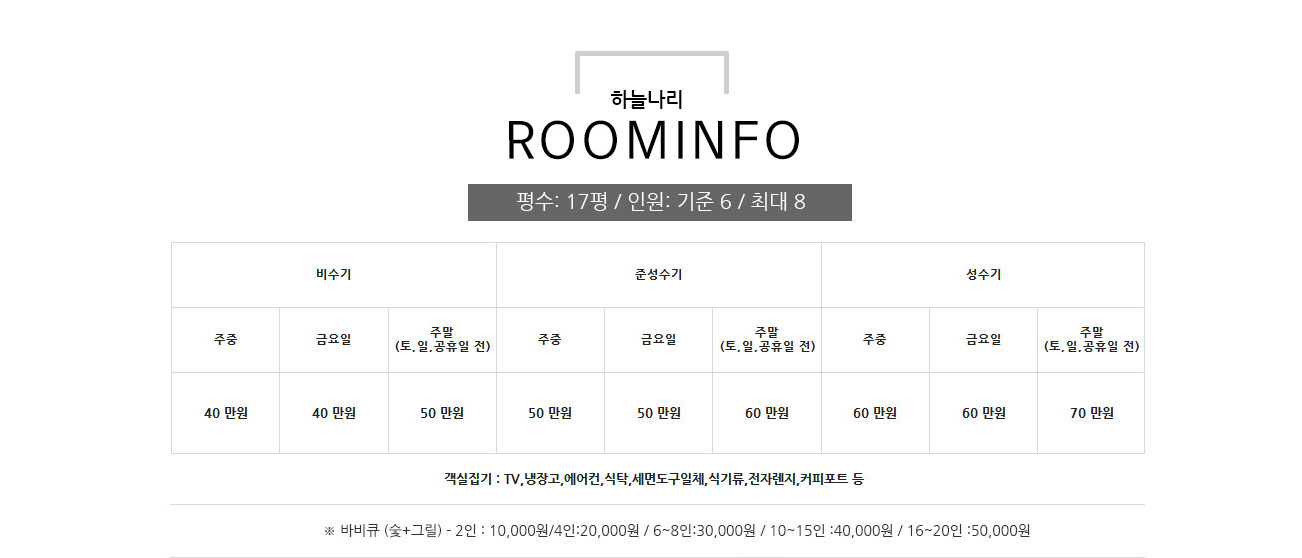 하늘나리
ROOMINFO
평수: 17평 / 인원: 기준 6 / 최대 8
비수기 준성수기 성수기
주중 금요일 주말 (토,일,공휴일 전) 주중 금요일 주말 (토,일,공휴일 전) 주중 금요일 주말 (토,일,공휴일 전)
40 만원 40 만원 50 만원 50 만원 50 만원 60 만원 60 만원 60 만원 70 만원
객실집기 : TV,냉장고,에어컨,식탁,세면도구일체,식기류,전자렌지,커피포트 등
※ 바비큐 (숯+그릴) - 2인 : 10,000원/4인:20,000원 / 6~8인:30,000원 / 10~15인 :40,000원 / 16~20인 :50,000원